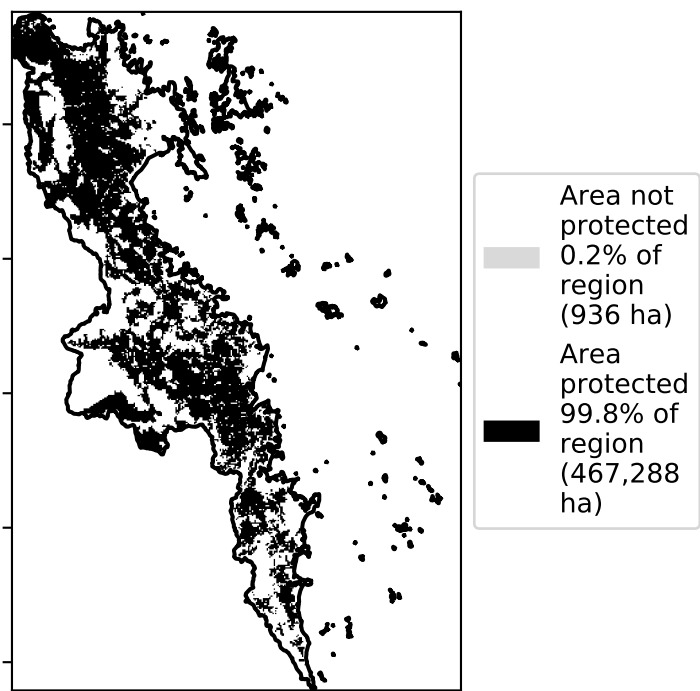 Area not
protected
0.2% of
region
(936 ha)
Area
protected
99.8% of
region
(467,288
ha)